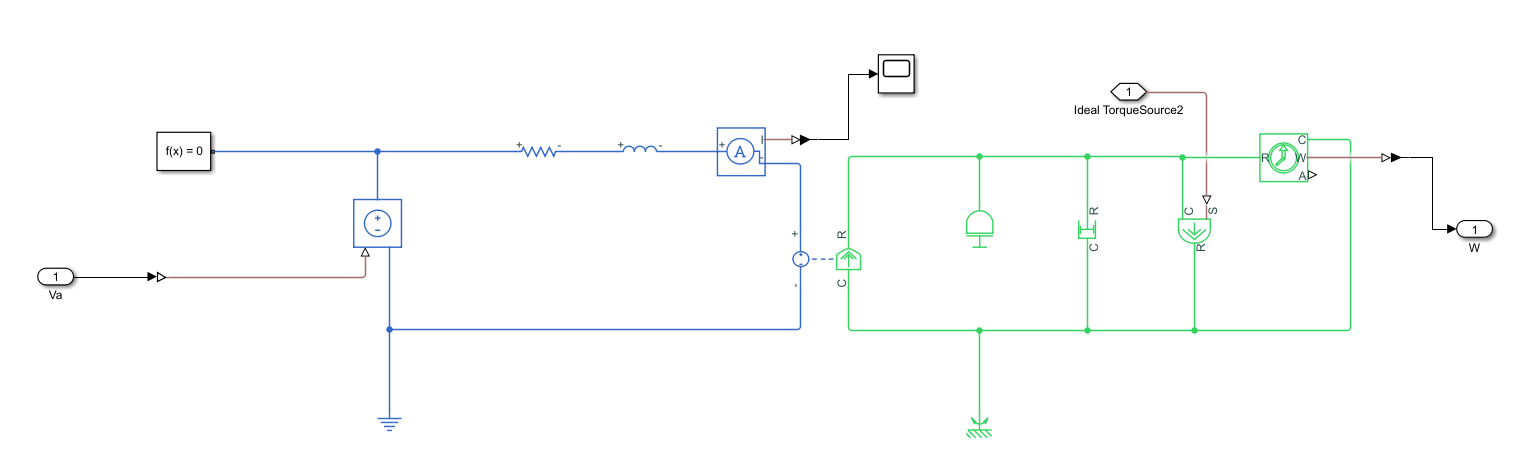 1
Ideal TorqueSource2
f(x) = 0
+
-
+
-
+
A
I
-
C
R
W
A
R
C
S
R
C
R
+
-
R
C
+
-
1
Va
1
W